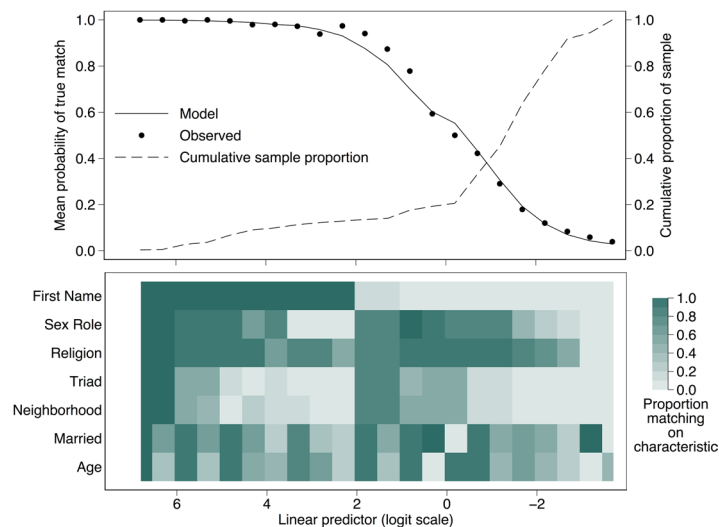 Mean probability of true match
1.0
0.8
0.6
0.4
0.2
0.0
Model
Observed
Cumulative sample proportion
1.0
0.8
0.6
0.4
0.2
0.0
Cumulative proportion of sample
First Name
Sex Role
Religion
Triad
Neighborhood
Married
Age
6
4
2
0
−2
Linear predictor (logit scale)
1.0
0.8
0.6
0.4
0.2
0.0
Proportion
matching
on
characteristic